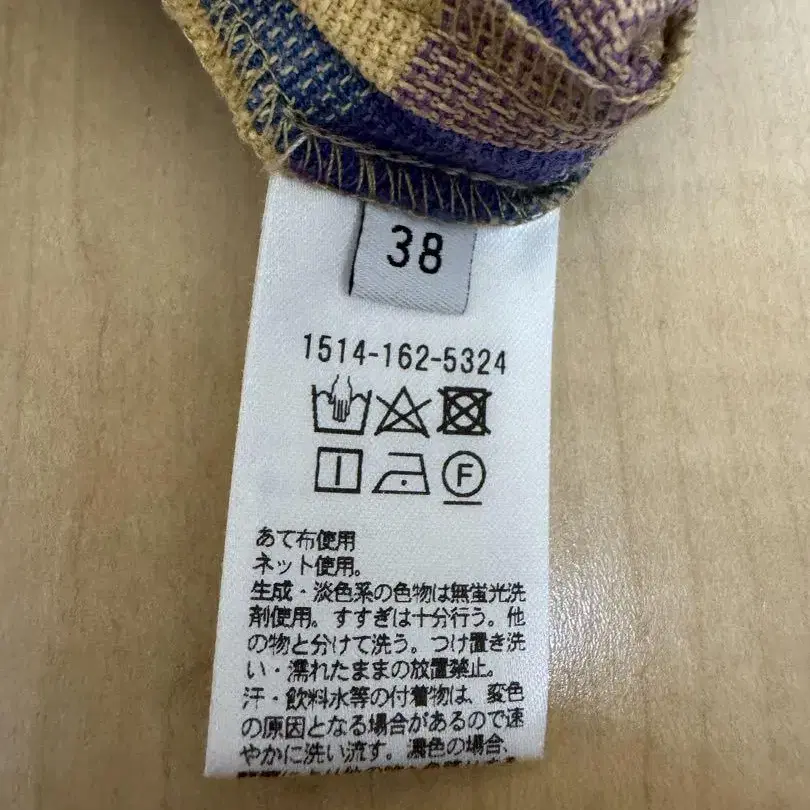 38
1514-162-5324
F
あて布使用
ネット使用。
生成・淡色系の色物は無蛍光洗
剤使用。すすぎは十分行う。他
の物と分けて洗う。つけ置き洗
い・濡れたままの放置禁止。
汗・飲料水等の付着物は、変色
の原因となる場合があるので速
やかに洗い流す。濃色の場合、